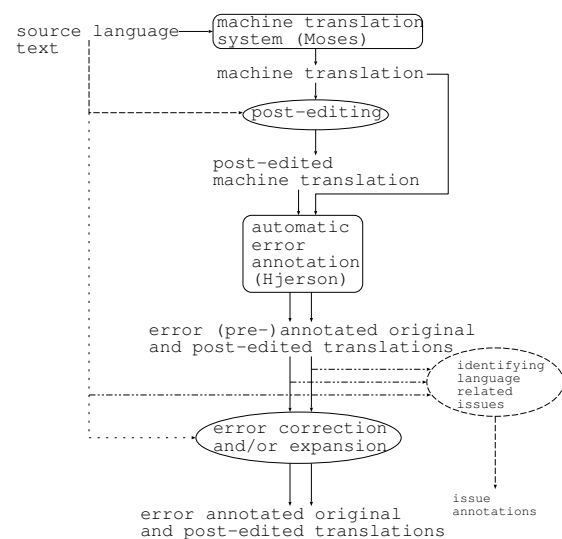 source language
text
machine translation
system (Moses)
machine translation
post-editing
post-edited
machine translation
automatic
error
annotation
(Hjerson)
error (pre-)annotated original
and post-edited translations
identifying
language
related
issues
error correction
and/or expansion
issue
annotations
error annotated original
and post-edited translations